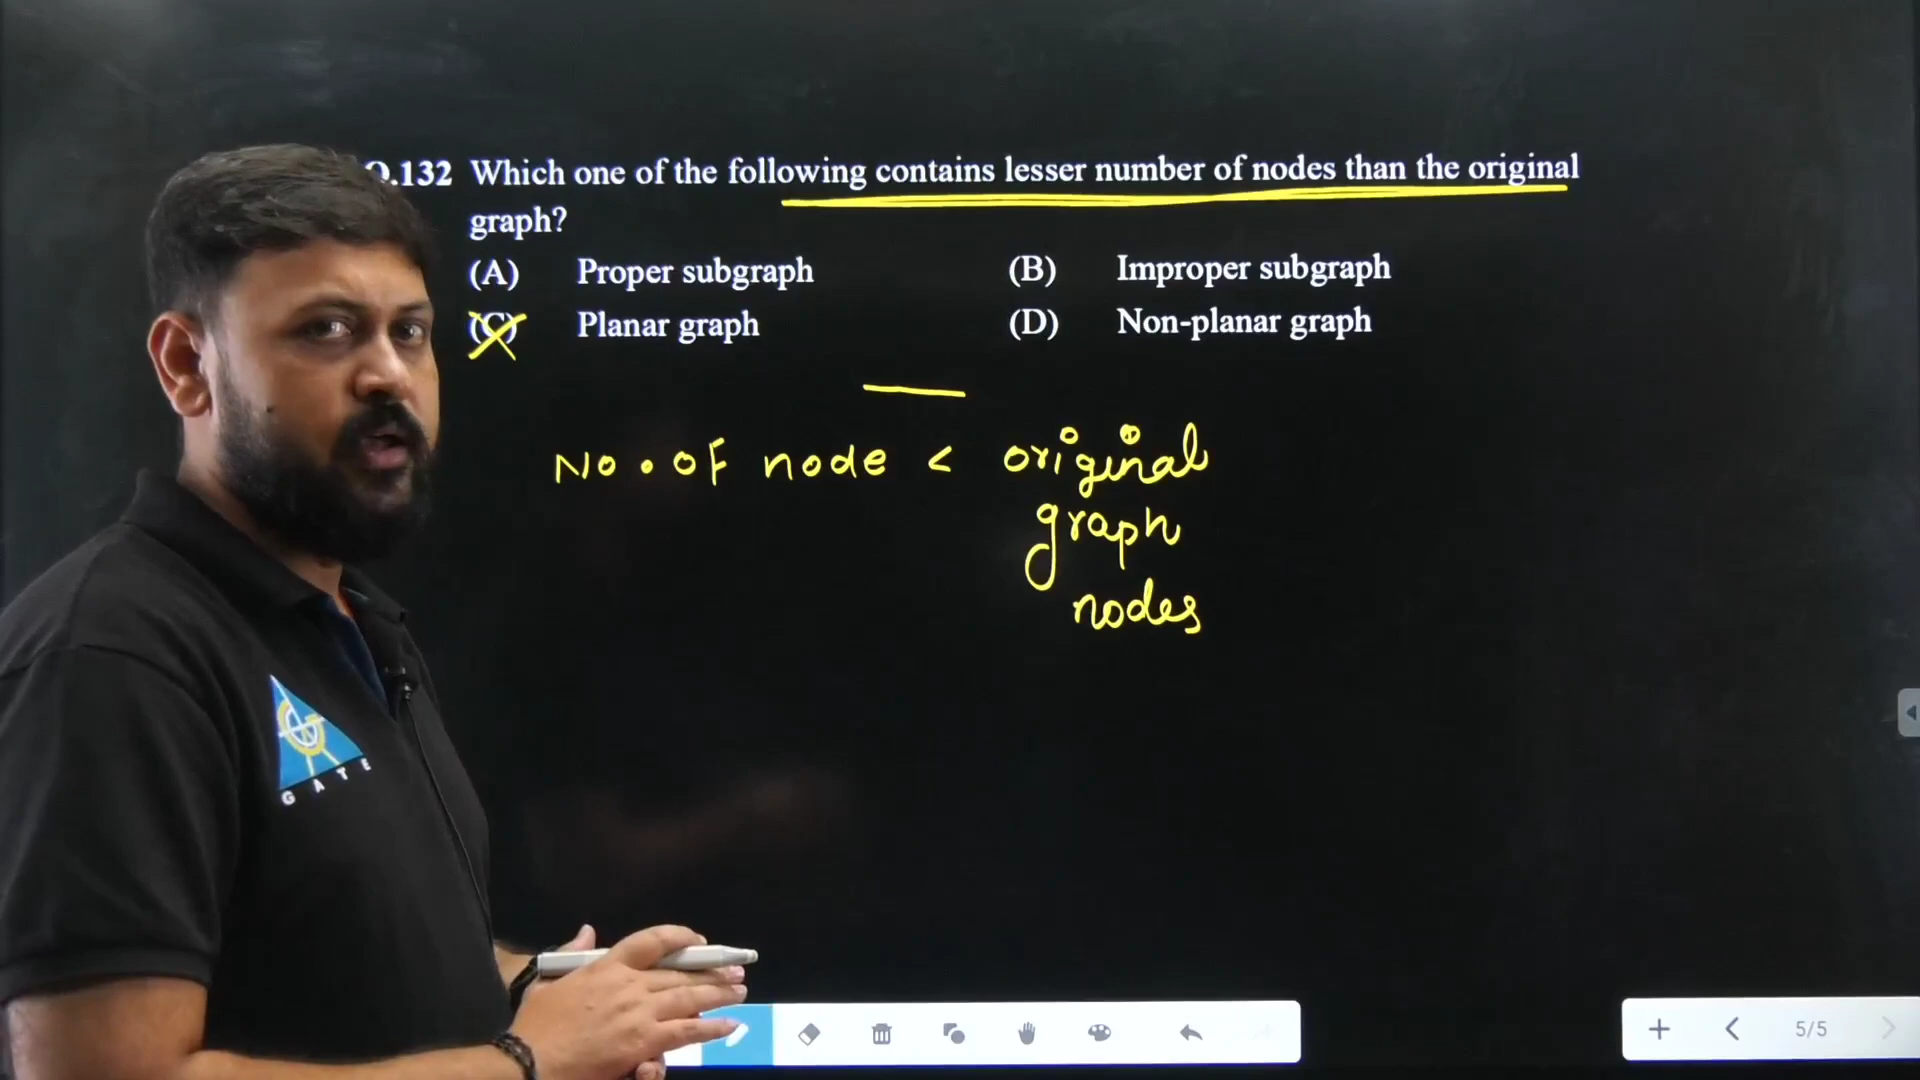 Q.132 Which one of the following contains lesser number of nodes than the original
graph?
(A) Proper subgraph (B) Improper subgraph
(C) Planar graph (D) Non-planar graph
No. of node < original
graph
nodes
GATE
5/5